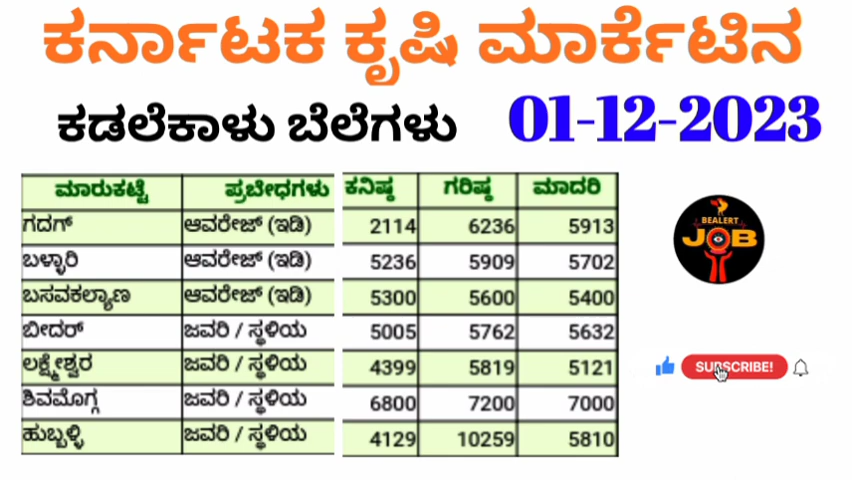 ಕರ್ನಾಟಕ ಕೃಷಿ ಮಾರ್ಕೆಟಿನ
ಕಡಲೆಕಾಳು ಬೆಲೆಗಳು 01-12-2023
ಮಾರುಕಟ್ಟೆ ಪ್ರಬೇಧಗಳು ಕನಿಷ್ಠ ಗರಿಷ್ಠ ಮಾದರಿ
ಗದಗ್ ಆವರೇಜ್ (ಇಡಿ) 2114 6236 5913
ಬಳ್ಳಾರಿ ಆವರೇಜ್ (ಇಡಿ) 5236 5909 5702
ಬಸವಕಲ್ಯಾಣ ಆವರೇಜ್ (ಇಡಿ) 5300 5600 5400
ಬೀದರ್ ಜವರಿ / ಸ್ಥಳಿಯ 5005 5762 5632
ಲಕ್ಷ್ಮೇಶ್ವರ ಜವರಿ / ಸ್ಥಳಿಯ 4399 5819 5121
ಶಿವಮೊಗ್ಗ ಜವರಿ / ಸ್ಥಳಿಯ 6800 7200 7000
ಹುಬ್ಬಳ್ಳಿ ಜವರಿ / ಸ್ಥಳಿಯ 4129 10259 5810
BEALERT
JOB
SUBSCRIBE!